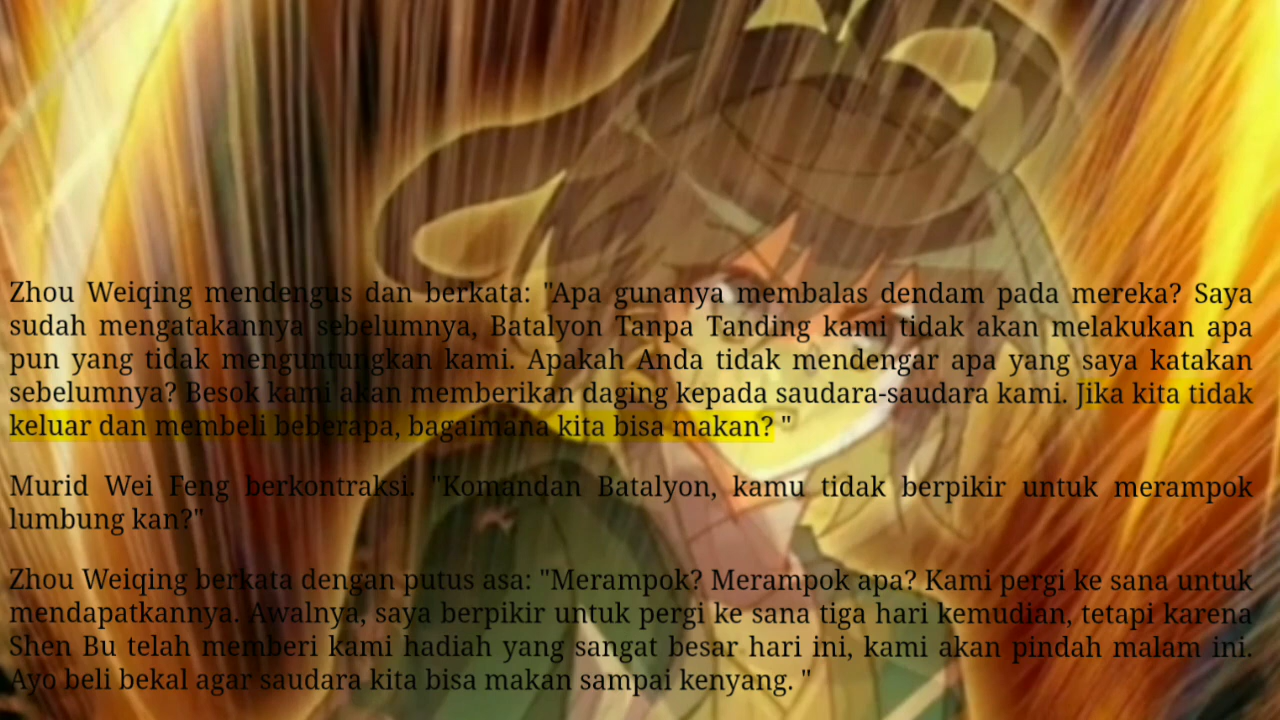 Zhou Weiqing mendengus dan berkata: "Apa gunanya membalas dendam pada mereka? Saya
sudah mengatakannya sebelumnya, Batalyon Tanpa Tanding kami tidak akan melakukan apa
pun yang tidak menguntungkan kami. Apakah Anda tidak mendengar apa yang saya katakan
sebelumnya? Besok kami akan memberikan daging kepada saudara-saudara kami. Jika kita tidak
keluar dan membeli beberapa, bagaimana kita bisa makan? "
Murid Wei Feng berkontraksi. "Komandan Batalyon, kamu tidak berpikir untuk merampok
lumbung kan?"
Zhou Weiqing berkata dengan putus asa: "Merampok? Merampok apa? Kami pergi ke sana untuk
mendapatkannya. Awalnya, saya berpikir untuk pergi ke sana tiga hari kemudian, tetapi karena
Shen Bu telah memberi kami hadiah yang sangat besar hari ini, kami akan pindah malam ini.
Ayo beli bekal agar saudara kita bisa makan sampai kenyang. "